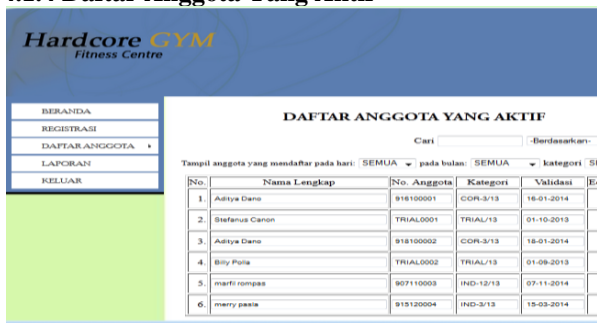 Hardcore GYM
Fitness Centre
BERANDA
REGISTRASI
DAFTAR ANGGOTA
LAPORAN
KELUAR
DAFTAR ANGGOTA YANG AKTIF
Cari -Berdasarkan-
Tampil anggota yang mendaftar pada hari: SEMUA pada bulan: SEMUA kategori
No. Nama Lengkap No. Anggota Kategori Validasi
1. Aditya Dano 916100001 COR-3/13 16-01-2014
2. Stefanus Canon TRIAL0001 TRIAL/13 01-10-2013
3. Aditya Dano 918100002 COR-3/13 18-01-2014
4. Billy Polla TRIAL0002 TRIAL/13 01-09-2013
5. marfil rompas 907110003 IND-12/13 07-11-2014
6. merry pasla 915120004 IND-3/13 15-03-2014